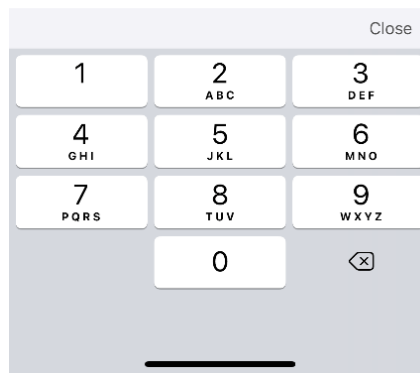 Close
1 2 3
ABC DEF
4 5 6
GHI JKL MNO
7 8 9
PQRS TUV WXYZ
0